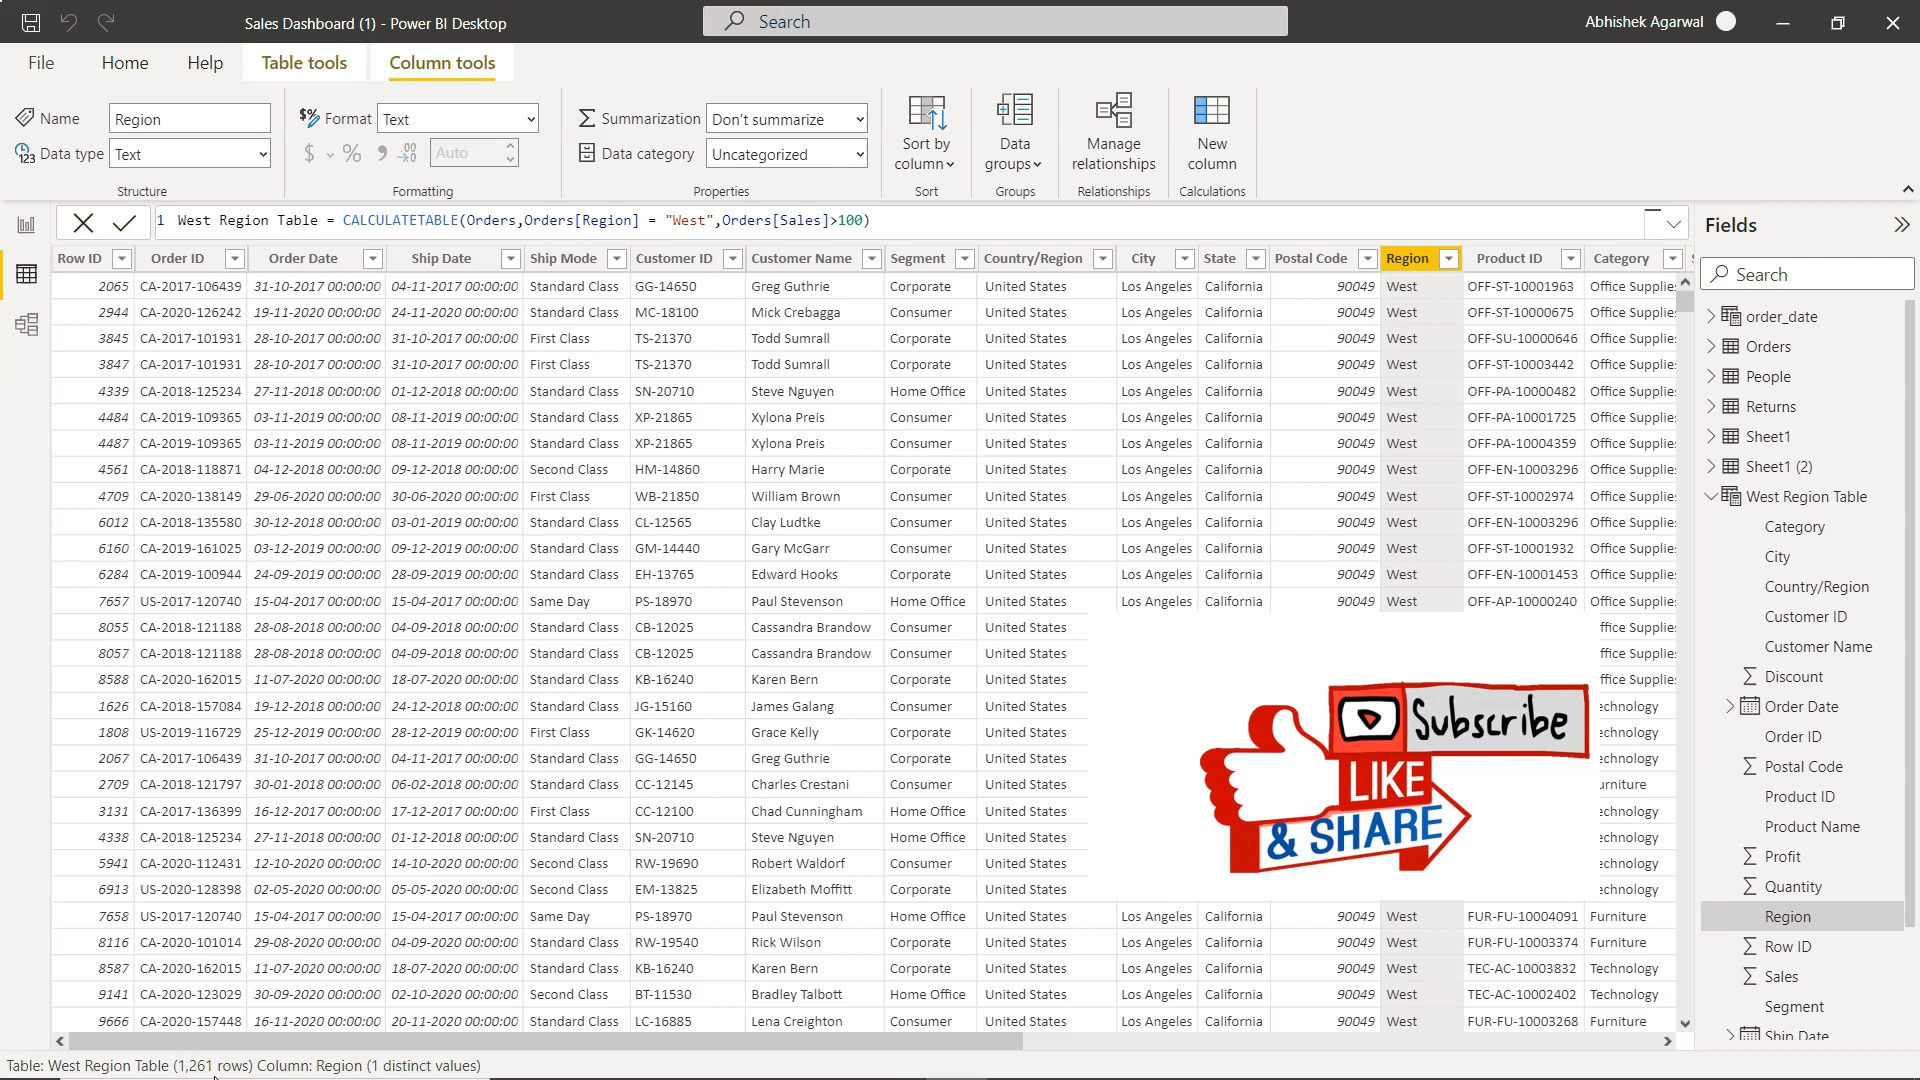 Sales Dashboard (1) - Power BI Desktop
Search
Abhishek Agarwal
File Home Help Table tools Column tools
Name Region
Data type Text
Structure
Format Text
$ % 9 .00 Auto
Formatting
Summarization Don't summarize
Data category Uncategorized
Properties
Sort by column
Sort
Data groups
Groups
Manage relationships
Relationships
New column
Calculations
1 West Region Table = CALCULATETABLE(Orders,Orders[Region] = "West",Orders[Sales]>100)
Row ID Order ID Order Date Ship Date Ship Mode Customer ID Customer Name Segment Country/Region City State Postal Code Region Product ID Category
2065 CA-2017-106439 31-10-2017 00:00:00 04-11-2017 00:00:00 Standard Class GG-14650 Greg Guthrie Corporate United States Los Angeles California 90049 West OFF-ST-10001963 Office Supplies
2944 CA-2020-126242 19-11-2020 00:00:00 24-11-2020 00:00:00 Standard Class MC-18100 Mick Crebagga Consumer United States Los Angeles California 90049 West OFF-ST-10000675 Office Supplies
3845 CA-2017-101931 28-10-2017 00:00:00 31-10-2017 00:00:00 First Class TS-21370 Todd Sumrall Corporate United States Los Angeles California 90049 West OFF-SU-10000646 Office Supplies
3847 CA-2017-101931 28-10-2017 00:00:00 31-10-2017 00:00:00 First Class TS-21370 Todd Sumrall Corporate United States Los Angeles California 90049 West OFF-ST-10003442 Office Supplies
4339 CA-2018-125234 27-11-2018 00:00:00 01-12-2018 00:00:00 Standard Class SN-20710 Steve Nguyen Home Office United States Los Angeles California 90049 West OFF-PA-10000482 Office Supplies
4484 CA-2019-109365 03-11-2019 00:00:00 08-11-2019 00:00:00 Standard Class XP-21865 Xylona Preis Consumer United States Los Angeles California 90049 West OFF-PA-10001725 Office Supplies
4487 CA-2019-109365 03-11-2019 00:00:00 08-11-2019 00:00:00 Standard Class XP-21865 Xylona Preis Consumer United States Los Angeles California 90049 West OFF-PA-10004359 Office Supplies
4561 CA-2018-118871 04-12-2018 00:00:00 09-12-2018 00:00:00 Second Class HM-14860 Harry Marie Corporate United States Los Angeles California 90049 West OFF-EN-10003296 Office Supplies
4709 CA-2020-138149 29-06-2020 00:00:00 30-06-2020 00:00:00 First Class WB-21850 William Brown Consumer United States Los Angeles California 90049 West OFF-ST-10002974 Office Supplies
6012 CA-2018-135580 30-12-2018 00:00:00 03-01-2019 00:00:00 Standard Class CL-12565 Clay Ludtke Consumer United States Los Angeles California 90049 West OFF-EN-10003296 Office Supplies
6160 CA-2019-161025 03-12-2019 00:00:00 09-12-2019 00:00:00 Standard Class GM-14440 Gary McGarr Consumer United States Los Angeles California 90049 West OFF-ST-10001932 Office Supplies
6284 CA-2019-100944 24-09-2019 00:00:00 28-09-2019 00:00:00 Standard Class EH-13765 Edward Hooks Corporate United States Los Angeles California 90049 West OFF-EN-10001453 Office Supplies
7657 US-2017-120740 15-04-2017 00:00:00 15-04-2017 00:00:00 Same Day PS-18970 Paul Stevenson Home Office United States Los Angeles California 90049 West OFF-AP-10000240 Office Supplies
8055 CA-2018-121188 28-08-2018 00:00:00 04-09-2018 00:00:00 Standard Class CB-12025 Cassandra Brandow Consumer United States ffice Supplies
8057 CA-2018-121188 28-08-2018 00:00:00 04-09-2018 00:00:00 Standard Class CB-12025 Cassandra Brandow Consumer United States ffice Supplies
8588 CA-2020-162015 11-07-2020 00:00:00 18-07-2020 00:00:00 Standard Class KB-16240 Karen Bern Corporate United States ffice Supplies
1626 CA-2018-157084 19-12-2018 00:00:00 24-12-2018 00:00:00 Standard Class JG-15160 James Galang Consumer United States echnology
1808 US-2019-116729 25-12-2019 00:00:00 28-12-2019 00:00:00 First Class GK-14620 Grace Kelly Corporate United States echnology
2067 CA-2017-106439 31-10-2017 00:00:00 04-11-2017 00:00:00 Standard Class GG-14650 Greg Guthrie Corporate United States echnology
2709 CA-2018-121797 30-01-2018 00:00:00 06-02-2018 00:00:00 Standard Class CC-12145 Charles Crestani Consumer United States urniture
3131 CA-2017-136399 16-12-2017 00:00:00 17-12-2017 00:00:00 First Class CC-12100 Chad Cunningham Home Office United States echnology
4338 CA-2018-125234 27-11-2018 00:00:00 01-12-2018 00:00:00 Standard Class SN-20710 Steve Nguyen Home Office United States echnology
5941 CA-2020-112431 12-10-2020 00:00:00 14-10-2020 00:00:00 Second Class RW-19690 Robert Waldorf Consumer United States echnology
6913 US-2020-128398 02-05-2020 00:00:00 05-05-2020 00:00:00 Second Class EM-13825 Elizabeth Moffitt Corporate United States echnology
7658 US-2017-120740 15-04-2017 00:00:00 15-04-2017 00:00:00 Same Day PS-18970 Paul Stevenson Home Office United States Los Angeles California 90049 West FUR-FU-10004091 Furniture
8116 CA-2020-101014 29-08-2020 00:00:00 04-09-2020 00:00:00 Standard Class RW-19540 Rick Wilson Corporate United States Los Angeles California 90049 West FUR-FU-10003374 Furniture
8587 CA-2020-162015 11-07-2020 00:00:00 18-07-2020 00:00:00 Standard Class KB-16240 Karen Bern Corporate United States Los Angeles California 90049 West TEC-AC-10003832 Technology
9141 CA-2020-123029 30-09-2020 00:00:00 02-10-2020 00:00:00 Second Class BT-11530 Bradley Talbott Home Office United States Los Angeles California 90049 West TEC-AC-10002402 Technology
9666 CA-2020-157448 16-11-2020 00:00:00 20-11-2020 00:00:00 Standard Class LC-16885 Lena Creighton Consumer United States Los Angeles California 90049 West FUR-FU-10003268 Furniture
Subscribe
LIKE
& SHARE
Fields
Search
order_date
Orders
People
Returns
Sheet1
Sheet1 (2)
West Region Table
Category
City
Country/Region
Customer ID
Customer Name
Discount
Order Date
Order ID
Postal Code
Product ID
Product Name
Profit
Quantity
Region
Row ID
Sales
Segment
Ship Date
Table: West Region Table (1,261 rows) Column: Region (1 distinct values)